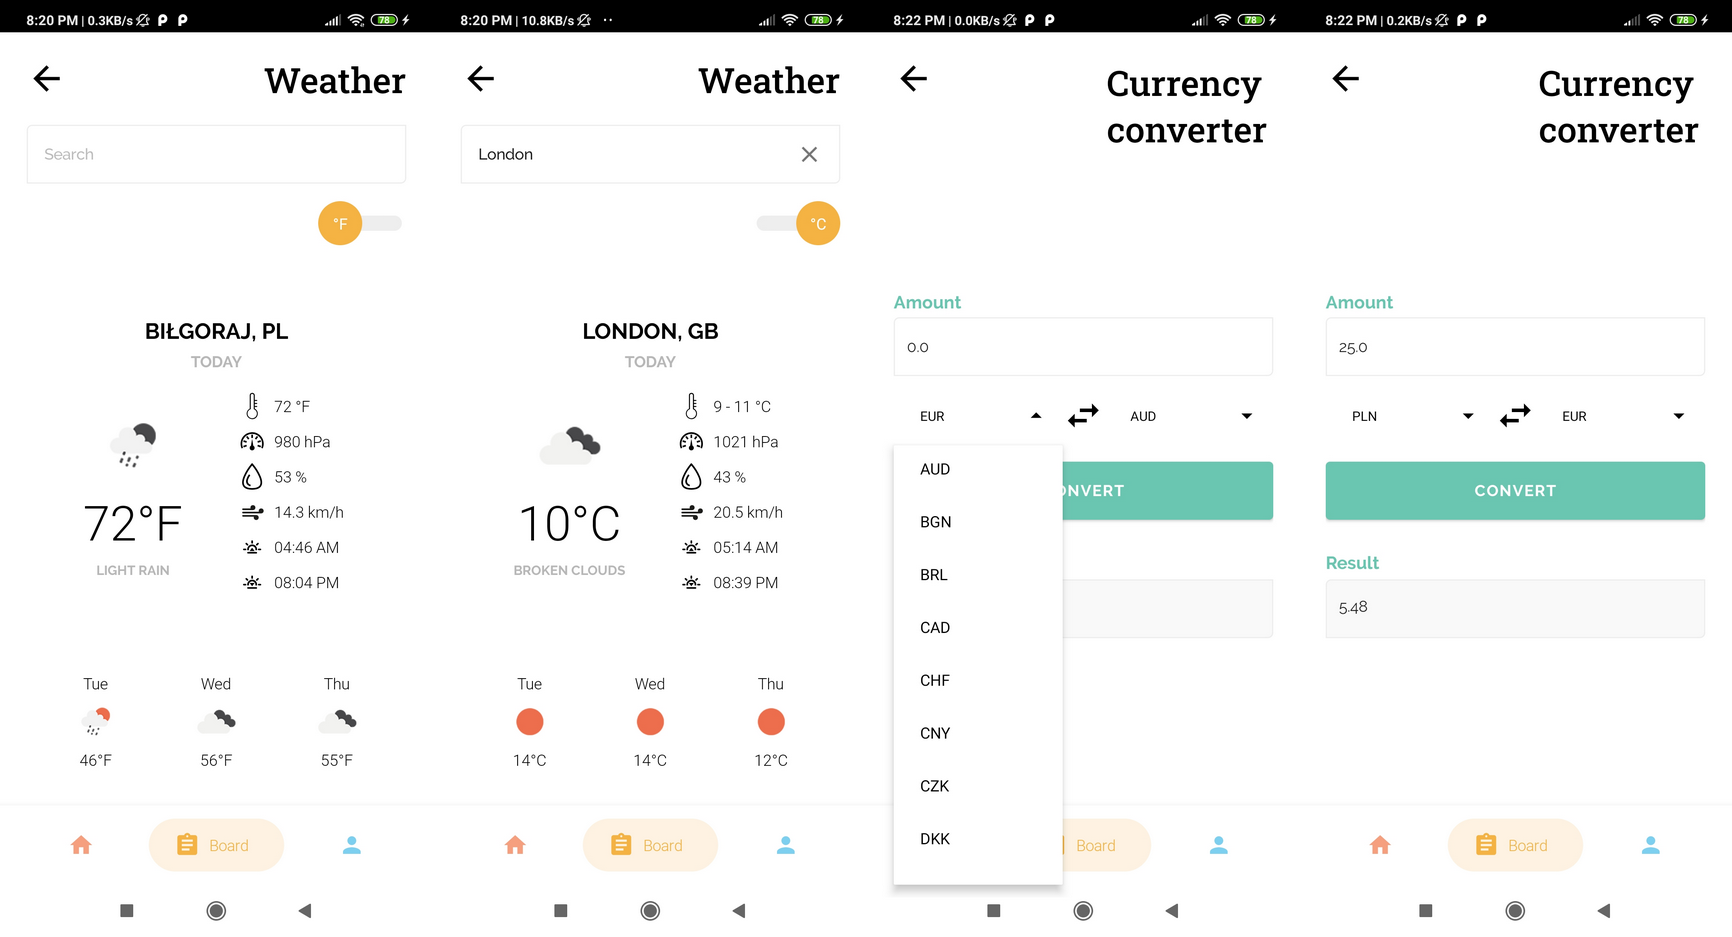 8:20 PM | 0.3KB/s
78
Weather
Search
°F
BIŁGORAJ, PL
TODAY
72 °F
980 hPa
53 %
72°F
14.3 km/h
04:46 AM
LIGHT RAIN
08:04 PM
Tue
Wed
Thu
46°F
56°F
55°F
Board
8:20 PM | 10.8KB/s
78
Weather
London
°C
LONDON, GB
TODAY
9 - 11 °C
1021 hPa
43 %
10°C
20.5 km/h
05:14 AM
BROKEN CLOUDS
08:39 PM
Tue
Wed
Thu
14°C
14°C
12°C
Board
8:22 PM | 0.0KB/s
78
Currency
converter
Amount
0.0
EUR
AUD
AUD
BGN
BRL
CAD
CHF
CNY
CZK
DKK
ONVERT
Board
8:22 PM | 0.2KB/s
78
Currency
converter
Amount
25.0
PLN
EUR
CONVERT
Result
5.48
Board